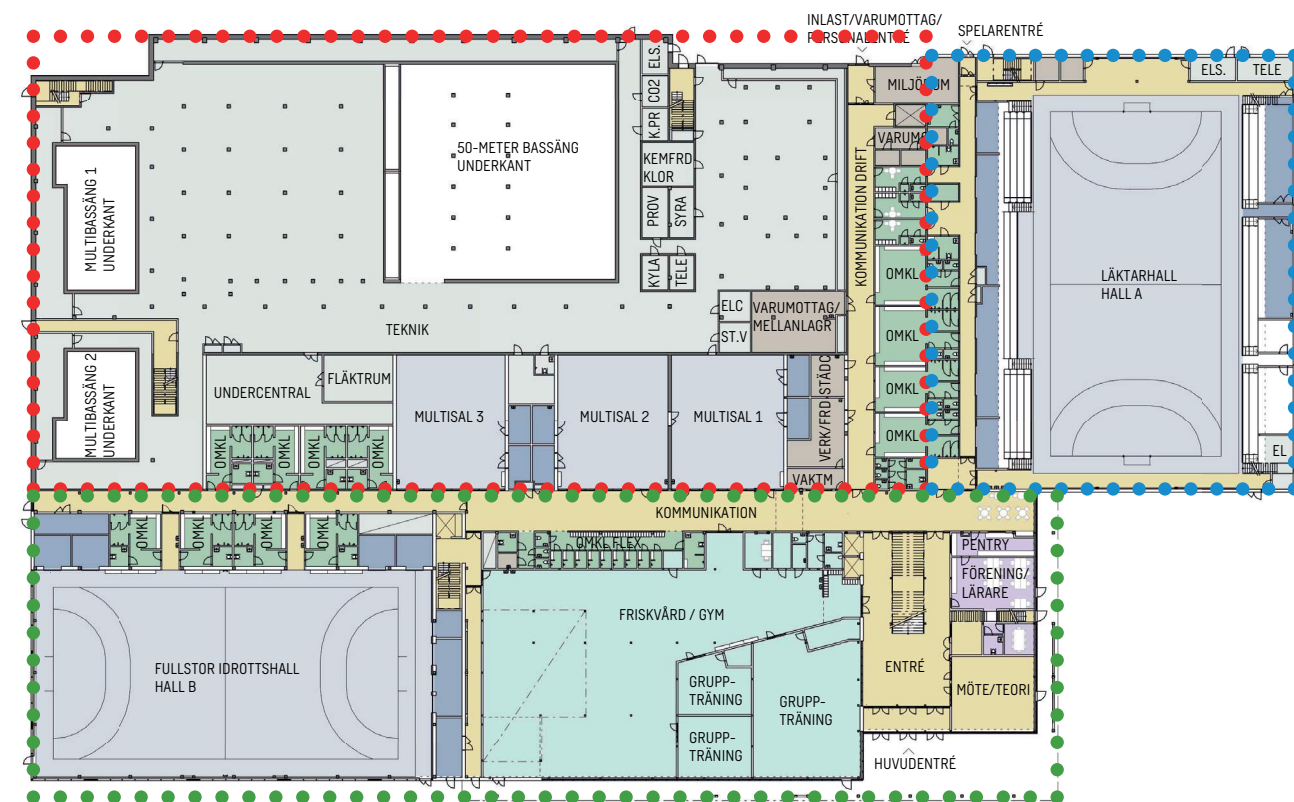 INLAST/VARUMOTTAG/
PERSONALENTRÉ
SPELARENTRÉ
ELS.
CO2
K.PR
MILJÖRUM
ELS.
TELE
VARUMO
50-METER BASSÄNG
UNDERKANT
KEMFRD
KLOR
PROV
SYRA
KYLA
TELE
MULTIBASSÄNG 1
UNDERKANT
KOMMUNIKATION DRIFT
OMKL
OMKL
OMKL
OMKL
LÄKTARHALL
HALL A
ELC
ST.V
VARUMOTTAG/
MELLANLAGR
TEKNIK
MULTIBASSÄNG 2
UNDERKANT
UNDERCENTRAL
FLÄKTRUM
MULTISAL 3
MULTISAL 2
MULTISAL 1
STÄDC
VERK/FRD
VAKTM
EL
OMKL
OMKL
OMKL
OMKL
KOMMUNIKATION
OMKL
OMKL
OMKL
OMKL
OMKL FLEX
PENTRY
FÖRENING/
LÄRARE
FRISKVÅRD / GYM
FULLSTOR IDROTTSHALL
HALL B
GRUPP-
TRÄNING
GRUPP-
TRÄNING
GRUPP-
TRÄNING
ENTRÉ
MÖTE/TEORI
HUVUDENTRÉ